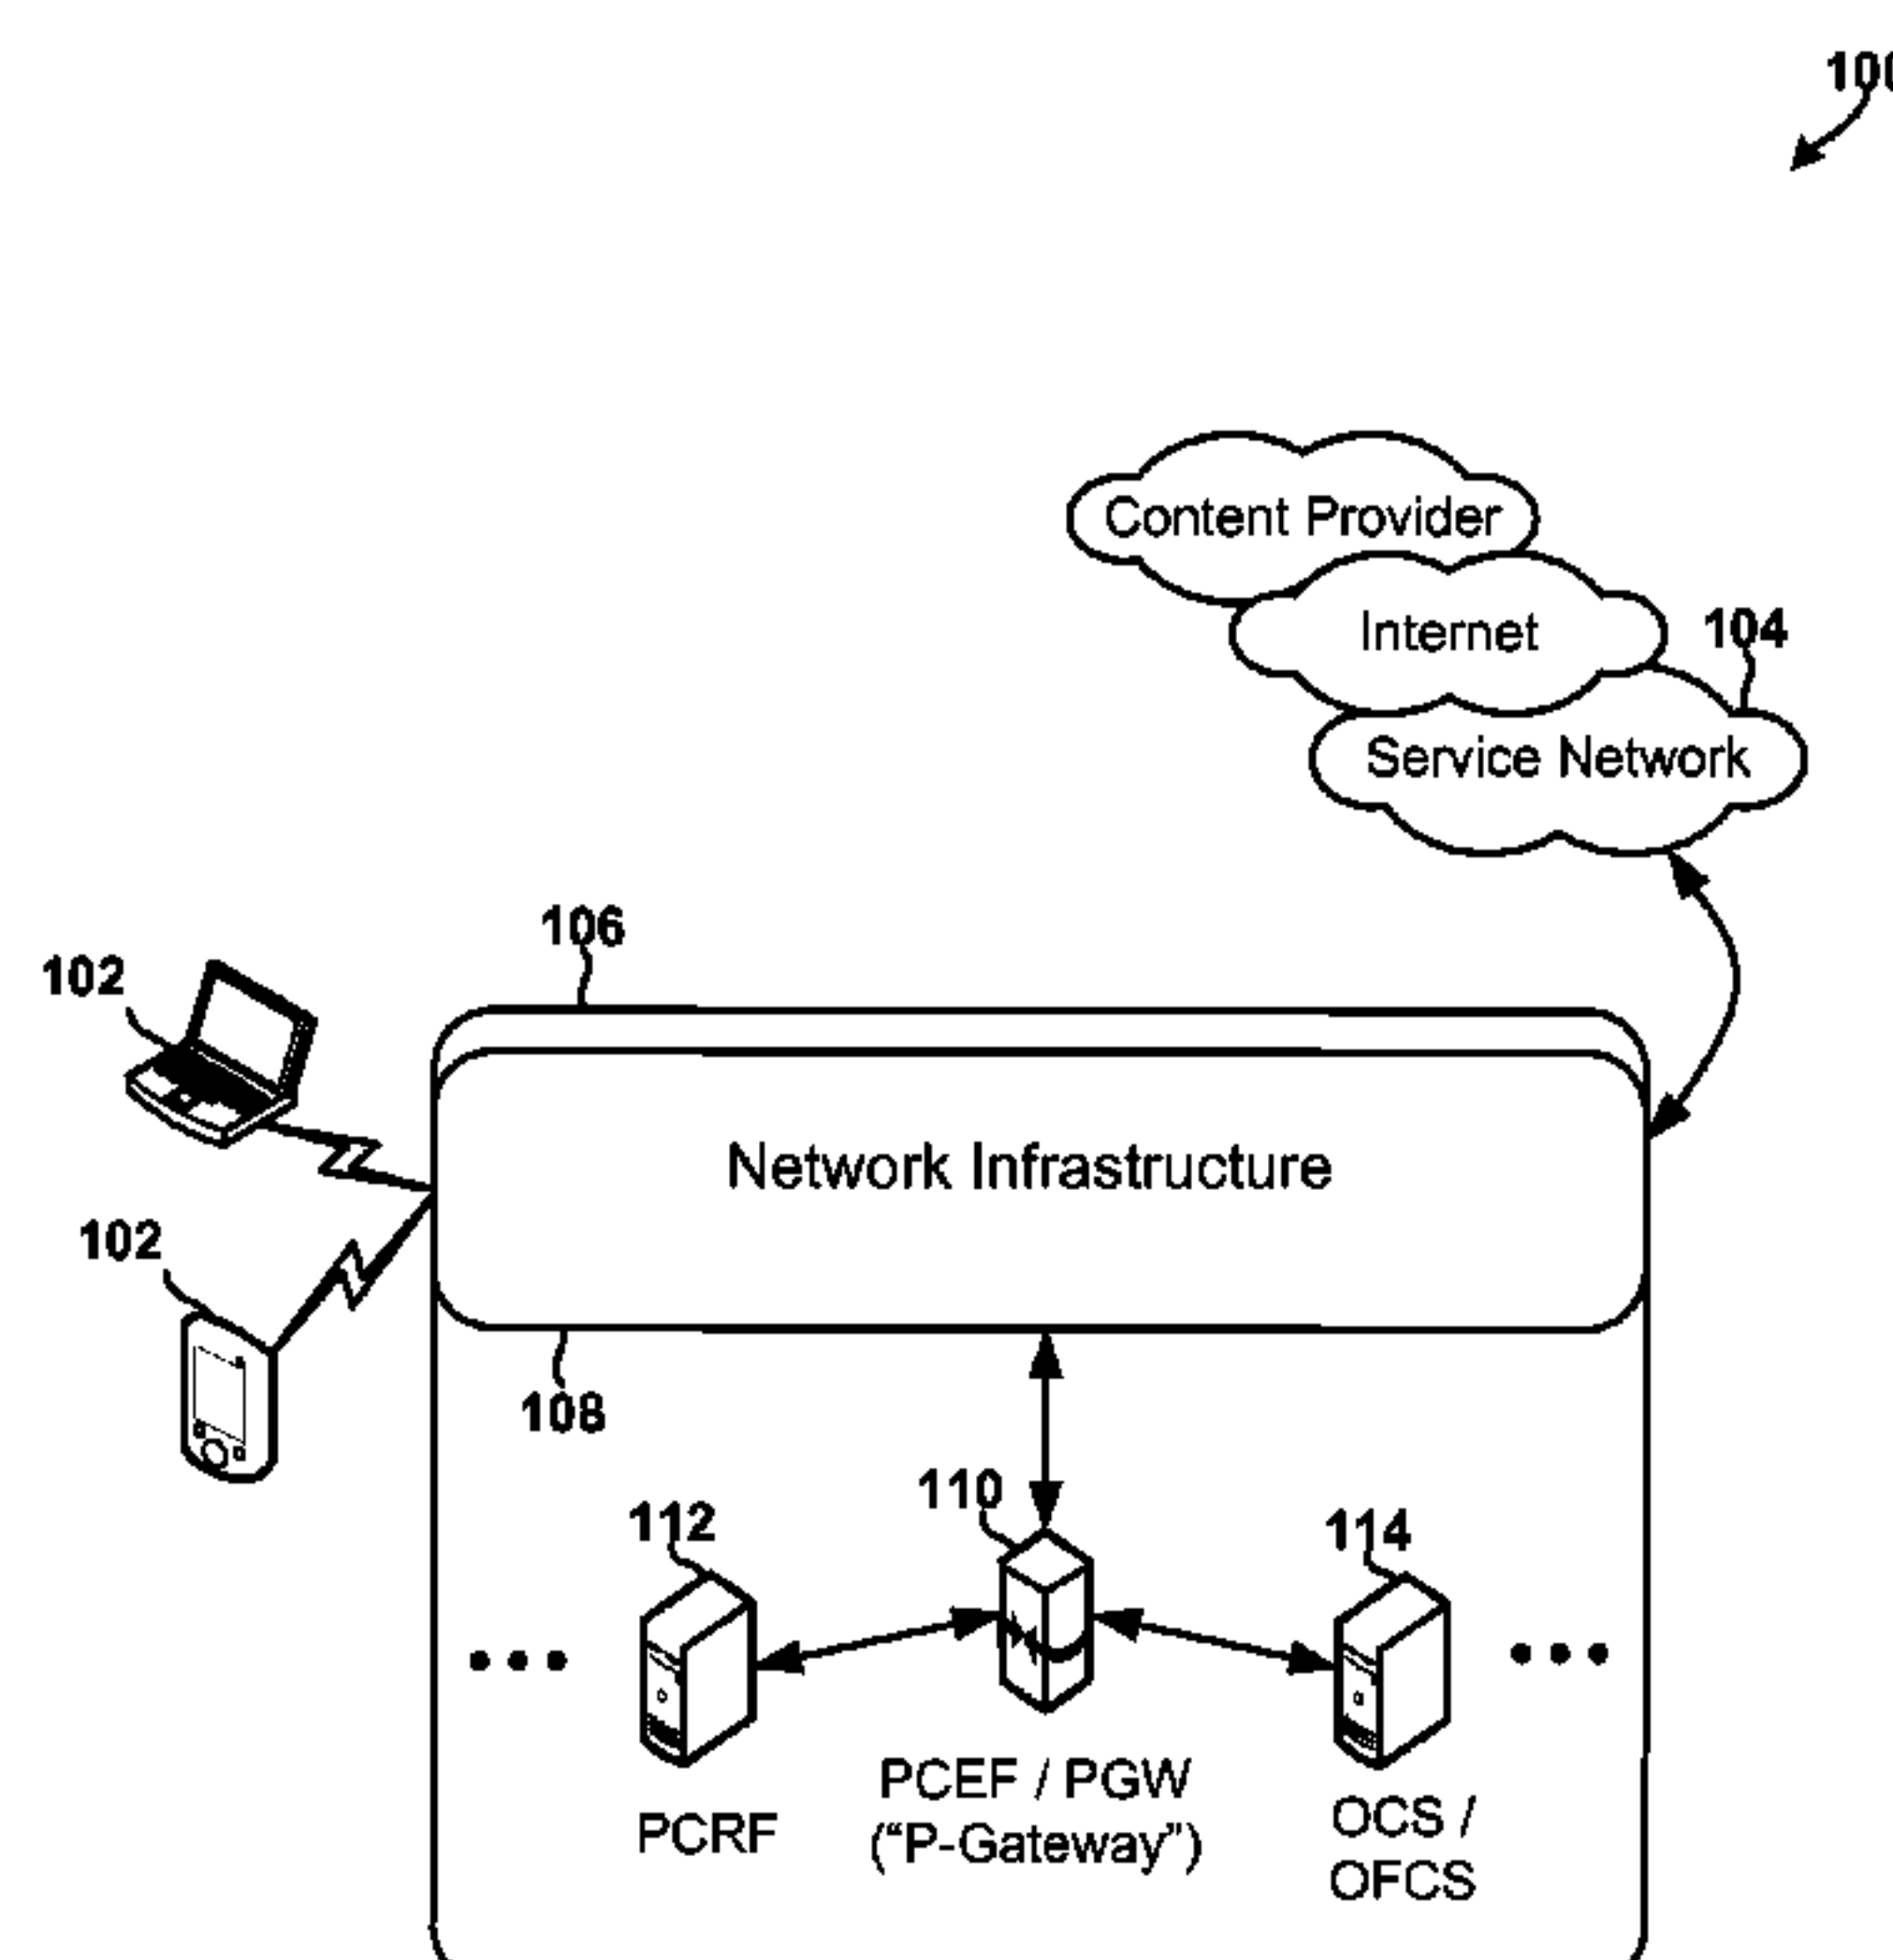 100
Content Provider
Internet
104
Service Network
106
102
Network Infrastructure
102
108
110
112
114
PCEF / PGW
("P-Gateway")
PCRF
OCS /
OFCS